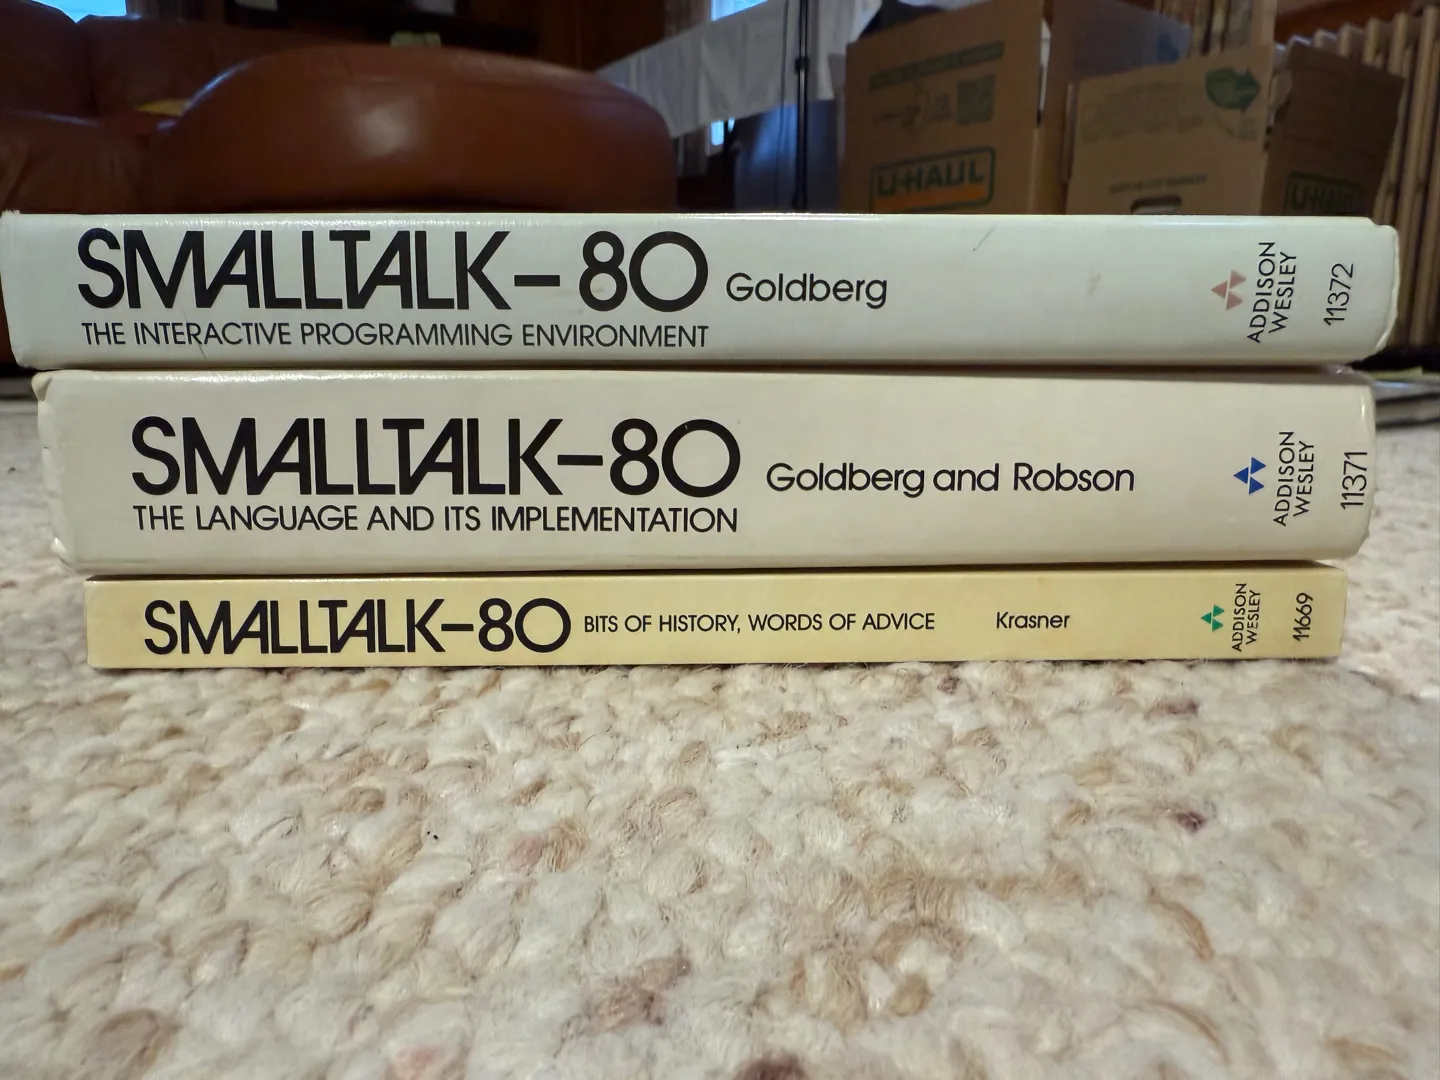 U-HAUL
U-HAUL
SMALLTALK-80 Goldberg
THE INTERACTIVE PROGRAMMING ENVIRONMENT
ADDISON
WESLEY
11372
SMALLTALK-80 Goldberg and Robson
THE LANGUAGE AND ITS IMPLEMENTATION
ADDISON
WESLEY
11371
SMALLTALK-80 BITS OF HISTORY, WORDS OF ADVICE Krasner
ADDISON
WESLEY
11669